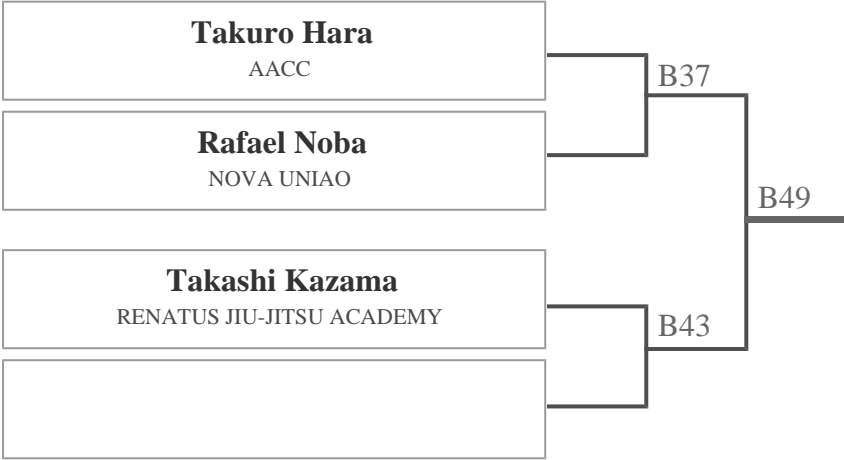 Takuro Hara
AACC
B37
Rafael Noba
NOVA UNIAO
B49
Takashi Kazama
RENATUS JIU-JITSU ACADEMY
B43